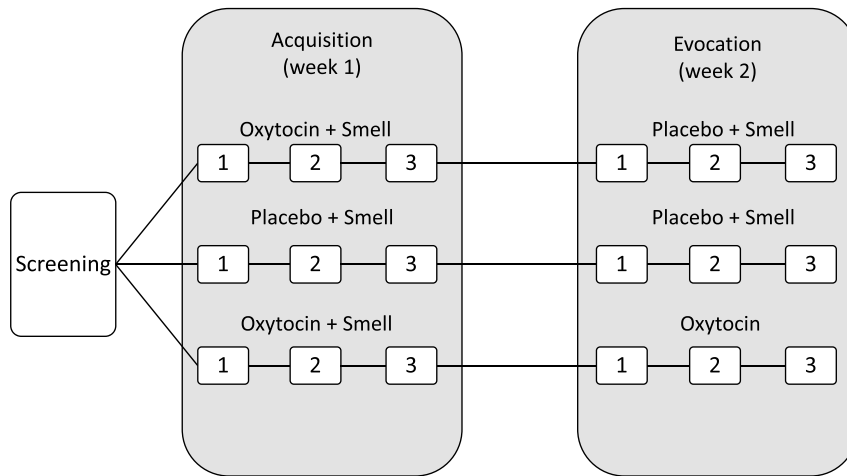 Acquisition
(week 1)
Evocation
(week 2)
Oxytocin + Smell
Placebo + Smell
1 2 3 1 2 3
Screening
Placebo + Smell
Placebo + Smell
1 2 3 1 2 3
Oxytocin + Smell
Oxytocin
1 2 3 1 2 3